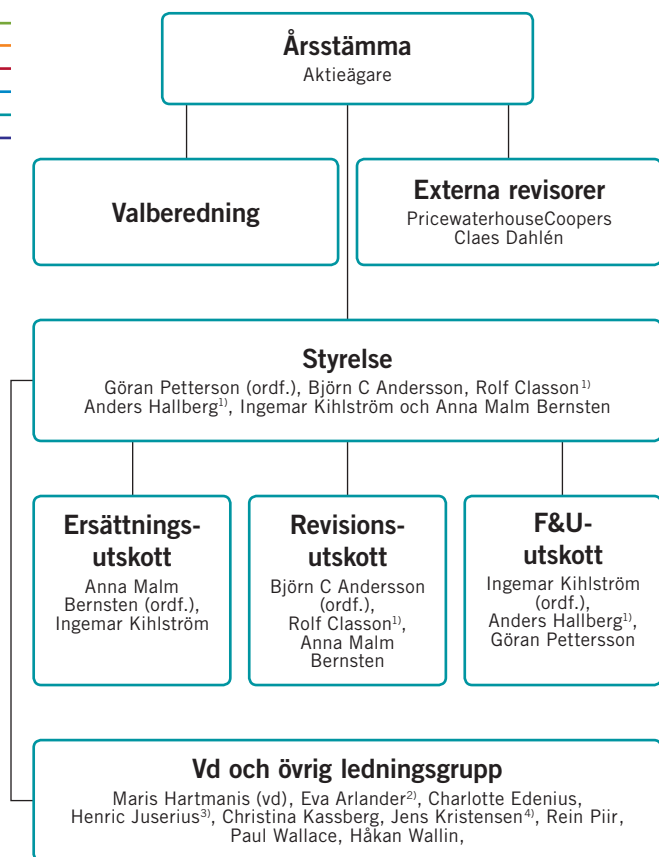 Årsstämma
Aktieägare
Valberedning
Externa revisorer
PricewaterhouseCoopers
Claes Dahlén
Styrelse
Göran Petterson (ordf.), Björn C Andersson, Rolf Classon1)
Anders Hallberg1), Ingemar Kihlström och Anna Malm Bernsten
Ersättnings-
utskott
Anna Malm
Bernsten (ordf.),
Ingemar Kihlström
Revisions-
utskott
Björn C Andersson
(ordf.),
Rolf Classon1),
Anna Malm
Bernsten
F&U-
utskott
Ingemar Kihlström
(ordf.),
Anders Hallberg1),
Göran Pettersson
Vd och övrig ledningsgrupp
Maris Hartmanis (vd), Eva Arlander2), Charlotte Edenius,
Henric Juserius3), Christina Kassberg, Jens Kristensen4), Rein Piir,
Paul Wallace, Håkan Wallin,